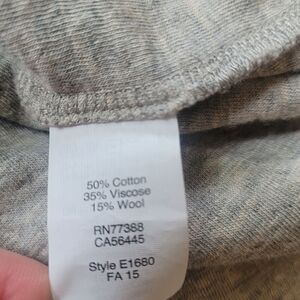 50% Cotton
35% Viscose
15% Wool
RN77388
CA56445
Style E1680
FA 15